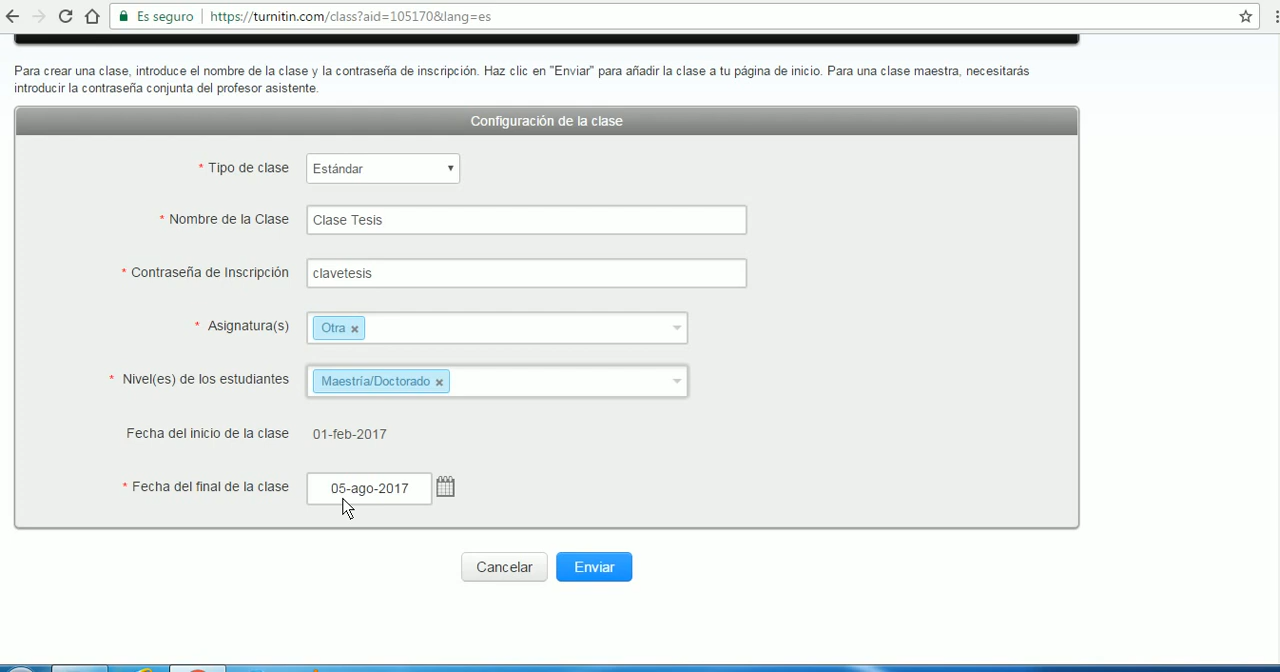 Es seguro https://turnitin.com/class?aid=105170&lang=es
Para crear una clase, introduce el nombre de la clase y la contraseña de inscripción. Haz clic en "Enviar" para añadir la clase a tu página de inicio. Para una clase maestra, necesitarás
introducir la contraseña conjunta del profesor asistente.
Configuración de la clase
* Tipo de clase Estándar
* Nombre de la Clase Clase Tesis
* Contraseña de Inscripción clavetesis
* Asignatura(s) Otra ×
* Nivel(es) de los estudiantes Maestría/Doctorado ×
Fecha del inicio de la clase 01-feb-2017
* Fecha del final de la clase 05-ago-2017
Cancelar Enviar